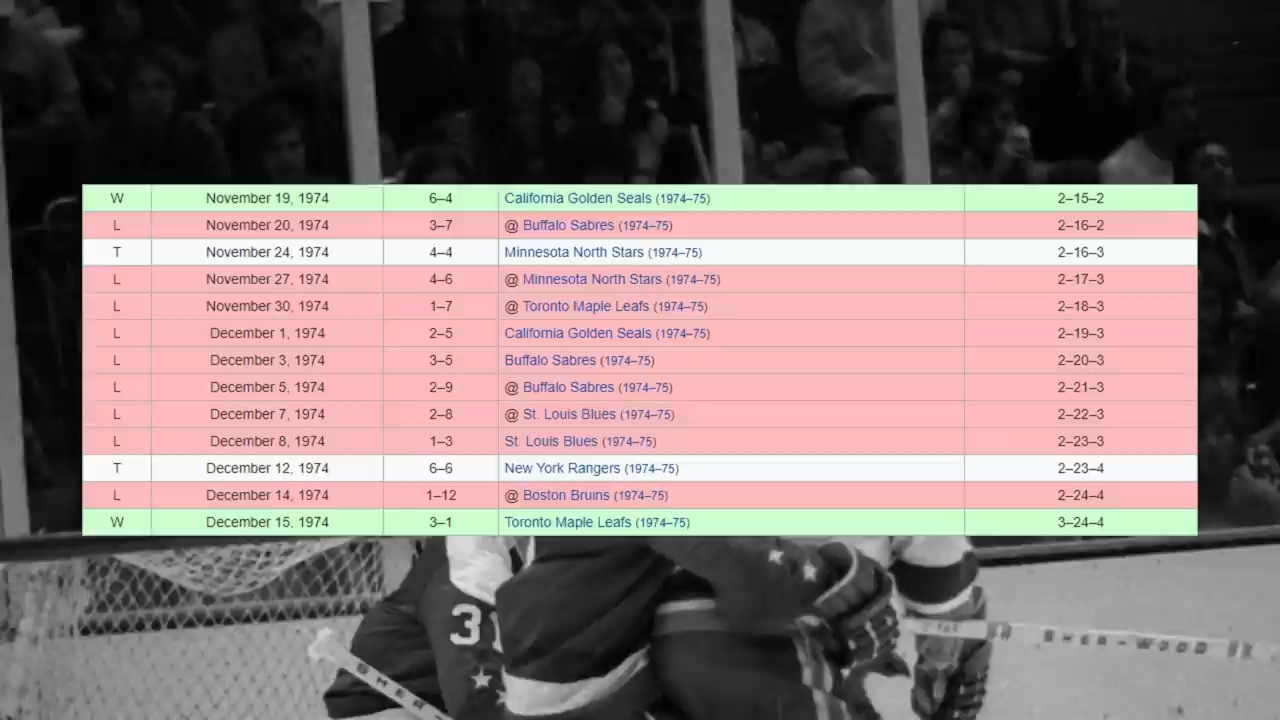 W November 19, 1974 6–4 California Golden Seals (1974–75) 2–15–2
L November 20, 1974 3–7 @ Buffalo Sabres (1974–75) 2–16–2
T November 24, 1974 4–4 Minnesota North Stars (1974–75) 2–16–3
L November 27, 1974 4–6 @ Minnesota North Stars (1974–75) 2–17–3
L November 30, 1974 1–7 @ Toronto Maple Leafs (1974–75) 2–18–3
L December 1, 1974 2–5 California Golden Seals (1974–75) 2–19–3
L December 3, 1974 3–5 Buffalo Sabres (1974–75) 2–20–3
L December 5, 1974 2–9 @ Buffalo Sabres (1974–75) 2–21–3
L December 7, 1974 2–8 @ St. Louis Blues (1974–75) 2–22–3
L December 8, 1974 1–3 St. Louis Blues (1974–75) 2–23–3
T December 12, 1974 6–6 New York Rangers (1974–75) 2–23–4
L December 14, 1974 1–12 @ Boston Bruins (1974–75) 2–24–4
W December 15, 1974 3–1 Toronto Maple Leafs (1974–75) 3–24–4
31
SHER-WOOD
SHER